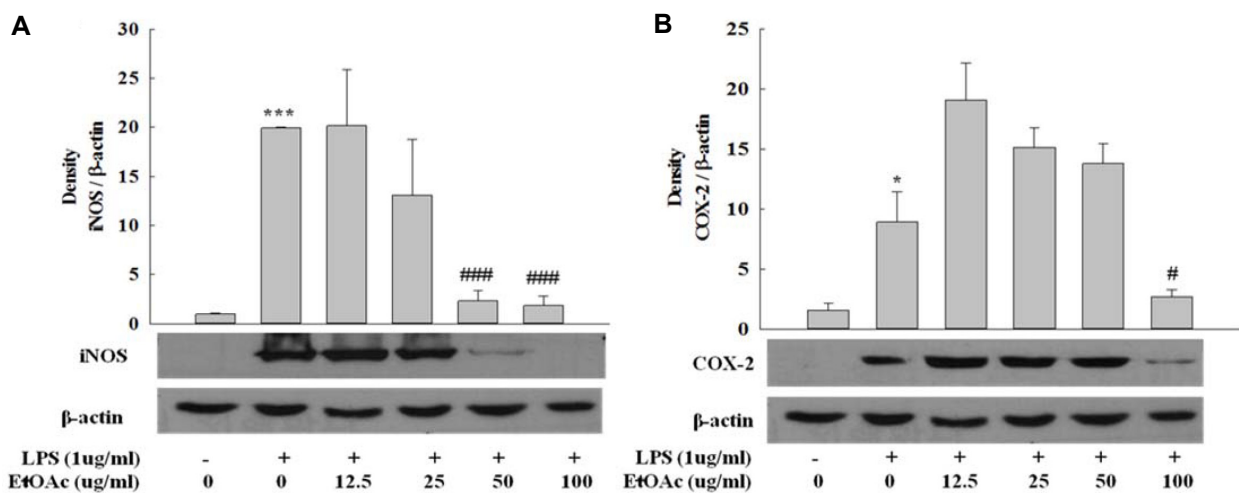 A
Density
iNOS / β-actin
30
25
20
15
10
5
0
***
###
###
iNOS
β-actin
LPS (1ug/ml) - + + + + +
EtOAc (ug/ml) 0 0 12.5 25 50 100
B
Density
COX-2 / β-actin
25
20
15
10
5
0
*
#
COX-2
β-actin
LPS (1ug/ml) - + + + + +
EtOAc (ug/ml) 0 0 12.5 25 50 100